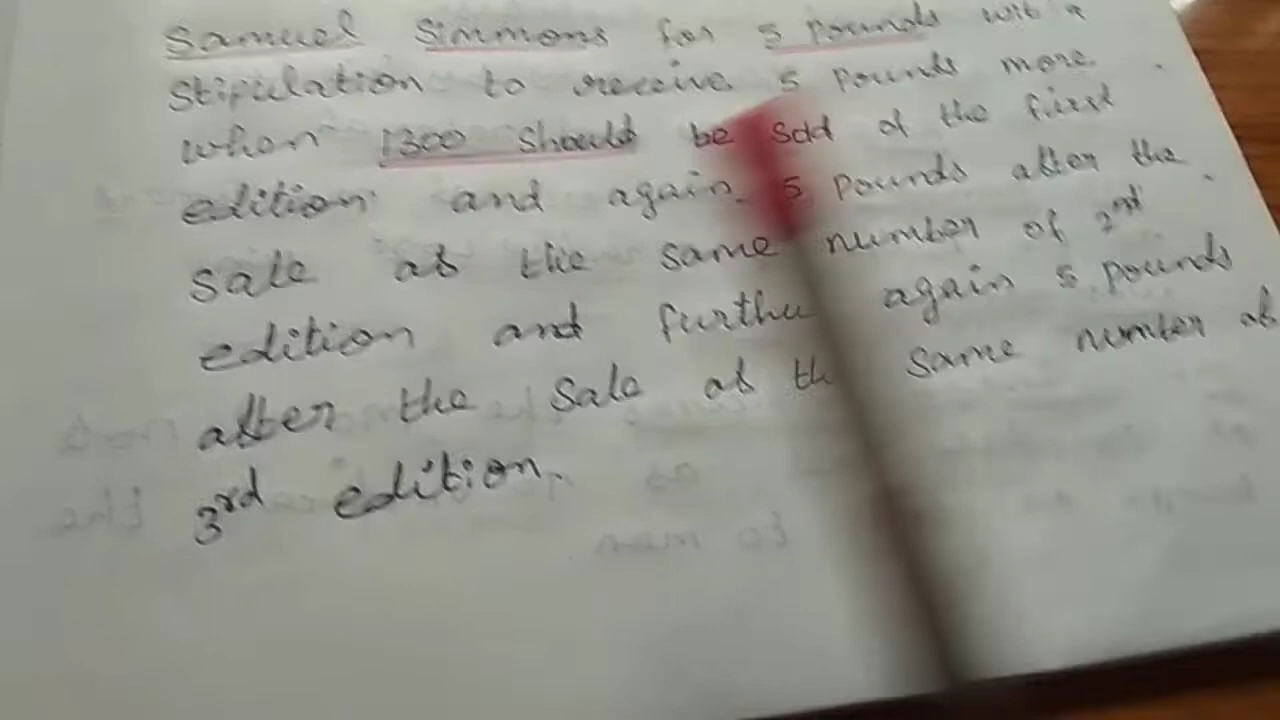 Samuel Simmons for 5 Pounds with a
Stipulation to receive 5 Pounds more
when 1300 should be sold of the first
edition and again 5 Pounds after the
sale of the same number of 2nd
edition and further again 5 pounds
after the sale of the same number of
3rd edition.